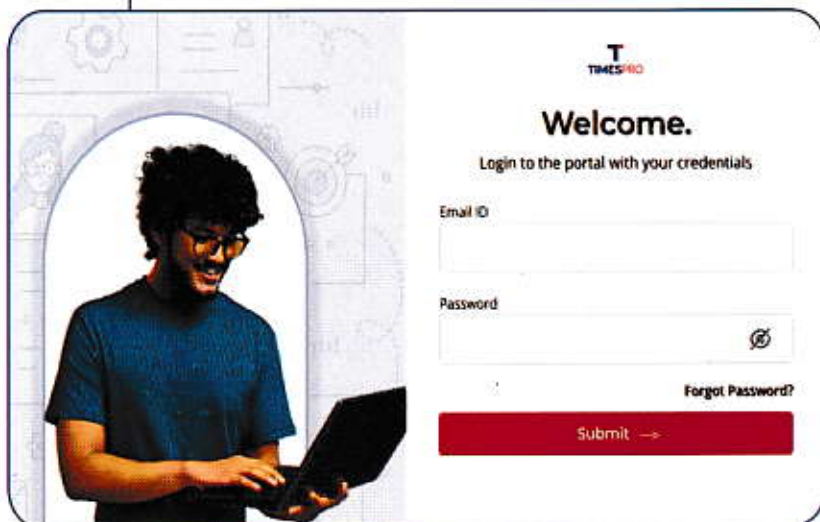 T
TIMESPRO
Welcome.
Login to the portal with your credentials
Email ID
Password
Forgot Password?
Submit →